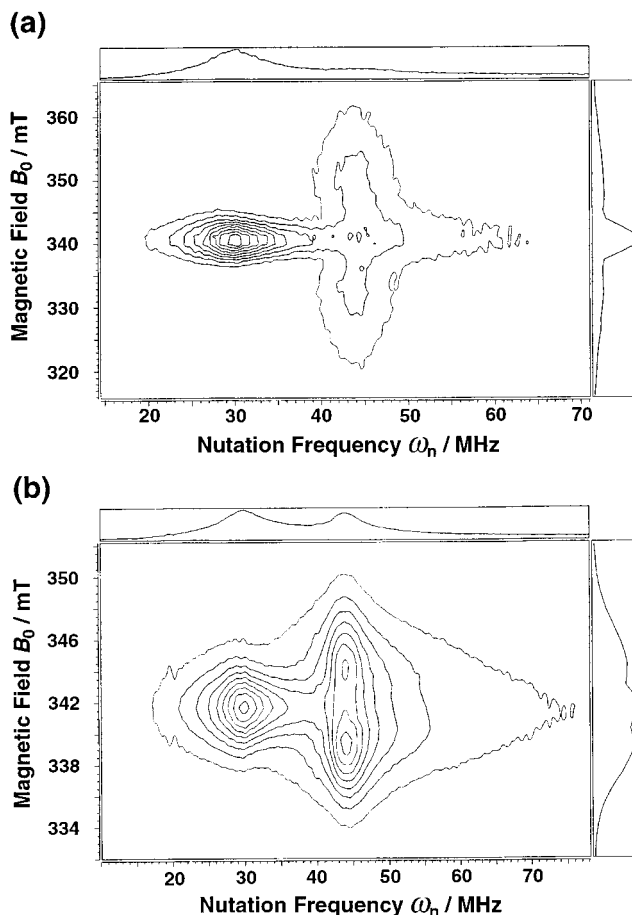 (a)
Magnetic Field B₀ / mT
360
350
340
330
320
20 30 40 50 60 70
Nutation Frequency ωₙ / MHz
(b)
Magnetic Field B₀ / mT
350
346
342
338
334
20 30 40 50 60 70
Nutation Frequency ωₙ / MHz